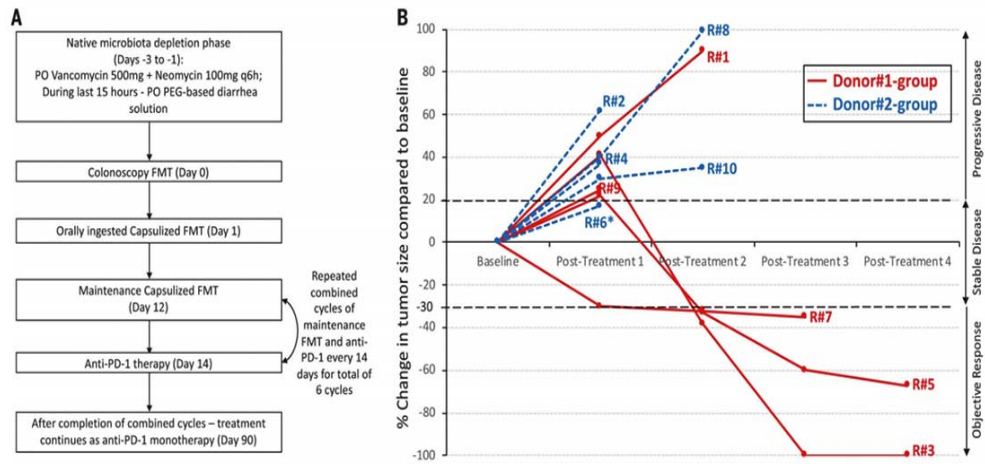 A
Native microbiota depletion phase
(Days -3 to -1):
PO Vancomycin 500mg + Neomycin 100mg q6h;
During last 15 hours - PO PEG-based diarrhea
solution
Colonoscopy FMT (Day 0)
Orally ingested Capsulized FMT (Day 1)
Maintenance Capsulized FMT
(Day 12)
Anti-PD-1 therapy (Day 14)
After completion of combined cycles – treatment
continues as anti-PD-1 monotherapy (Day 90)
Repeated
combined
cycles of
maintenance
FMT and anti-
PD-1 every 14
days for total of
6 cycles
B
% Change in tumor size compared to baseline
100
80
60
40
20
0
-20
-30
-40
-60
-80
-100
Baseline
Post-Treatment 1
Post-Treatment 2
Post-Treatment 3
Post-Treatment 4
R#8
R#1
R#2
R#4
R#10
R#9
R#6*
R#7
R#5
R#3
Donor#1-group
Donor#2-group
Progressive Disease
Stable Disease
Objective Response